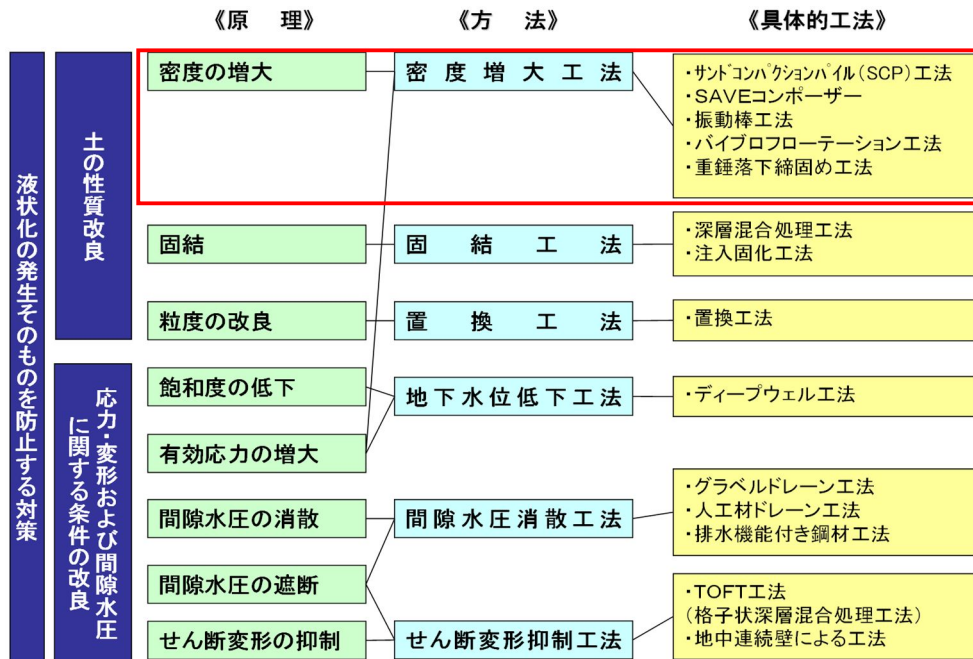 《原　理》
《方　法》
《具体的工法》
液状化の発生そのものを防止する対策
土の性質改良
密度の増大
密度増大工法
・サンドコンパクションパイル（SCP）工法
・SAVEコンポーザー
・振動棒工法
・バイブロフローテーション工法
・重錘落下締固め工法
固結
固結工法
・深層混合処理工法
・注入固化工法
粒度の改良
置換工法
・置換工法
応力・変形および間隙水圧
に関する条件の改良
飽和度の低下
地下水位低下工法
・ディープウェル工法
有効応力の増大
間隙水圧の消散
間隙水圧消散工法
・グラベルドレーン工法
・人工材ドレーン工法
・排水機能付き鋼材工法
間隙水圧の遮断
せん断変形の抑制
せん断変形抑制工法
・TOFT工法
（格子状深層混合処理工法）
・地中連続壁による工法